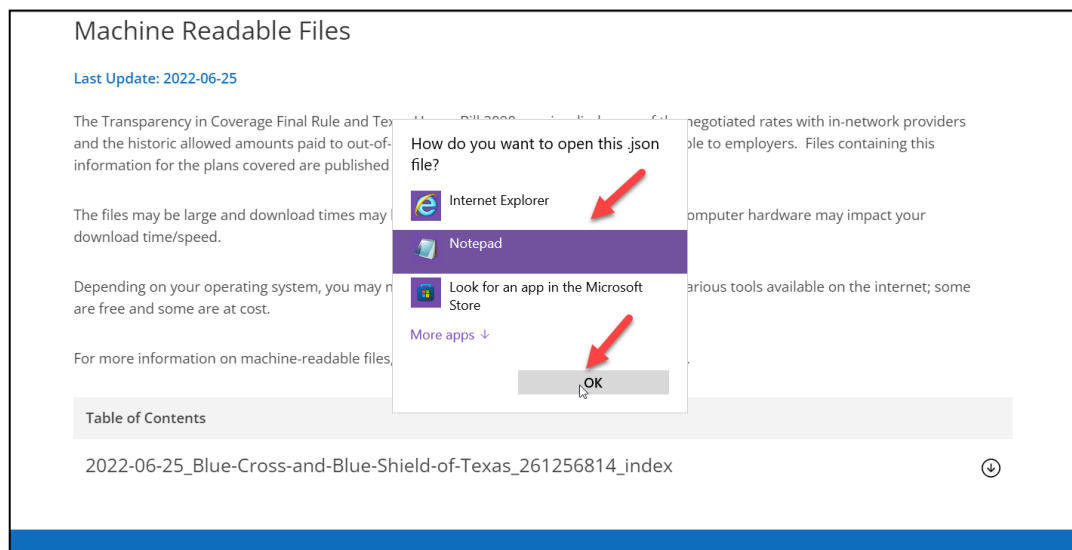 Machine Readable Files
Last Update: 2022-06-25
The Transparency in Coverage Final Rule and
negotiated rates with in-network providers
and the historic allowed amounts paid to out-of-
to employers. Files containing this
information for the plans covered are published
The files may be large and download times may
computer hardware may impact your
download time/speed.
Depending on your operating system, you may
various tools available on the internet; some
are free and some are at cost.
For more information on machine-readable files,
How do you want to open this .json
file?
Internet Explorer
Notepad
Look for an app in the Microsoft
Store
More apps ↓
OK
Table of Contents
2022-06-25_Blue-Cross-and-Blue-Shield-of-Texas_261256814_index